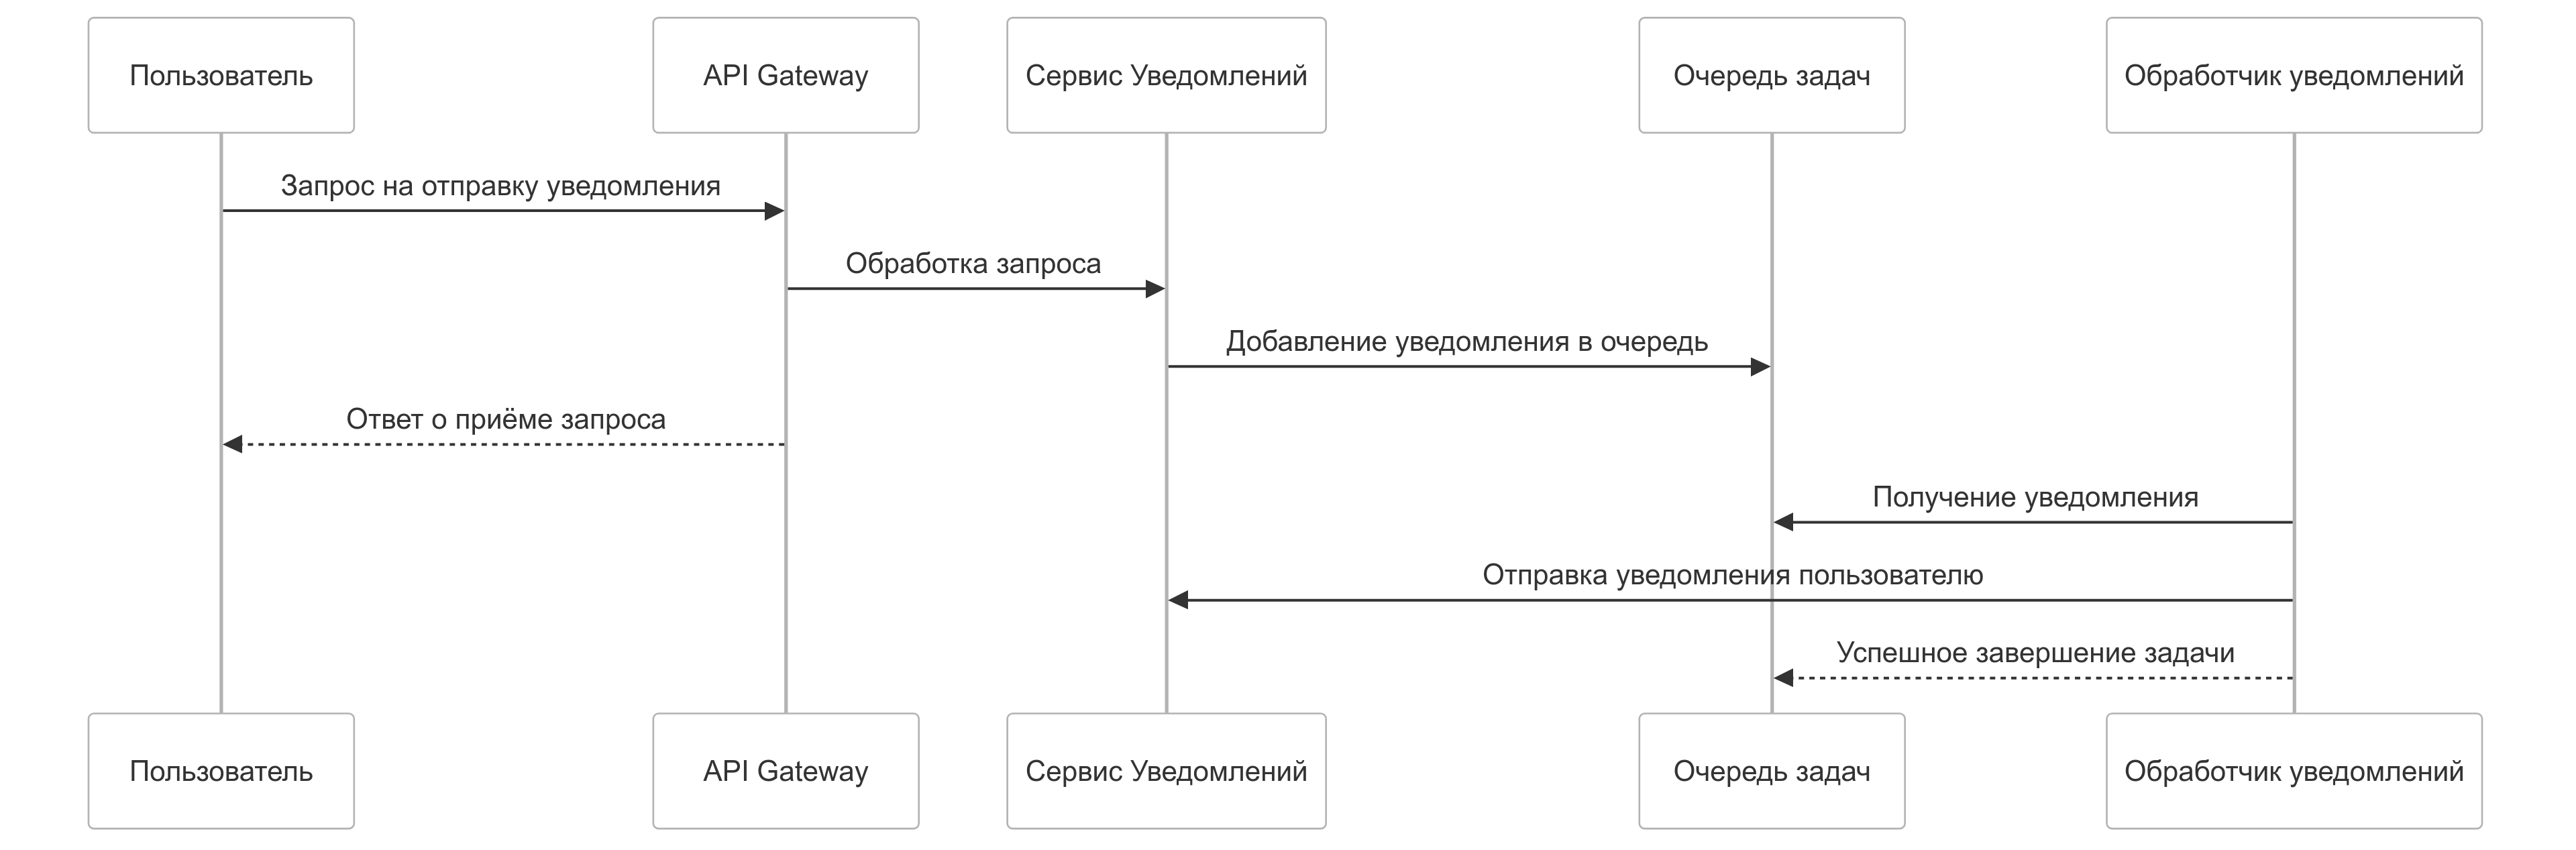 Пользователь
API Gateway
Сервис Уведомлений
Очередь задач
Обработчик уведомлений
Запрос на отправку уведомления
Обработка запроса
Добавление уведомления в очередь
Ответ о приёме запроса
Получение уведомления
Отправка уведомления пользователю
Успешное завершение задачи
Пользователь
API Gateway
Сервис Уведомлений
Очередь задач
Обработчик уведомлений